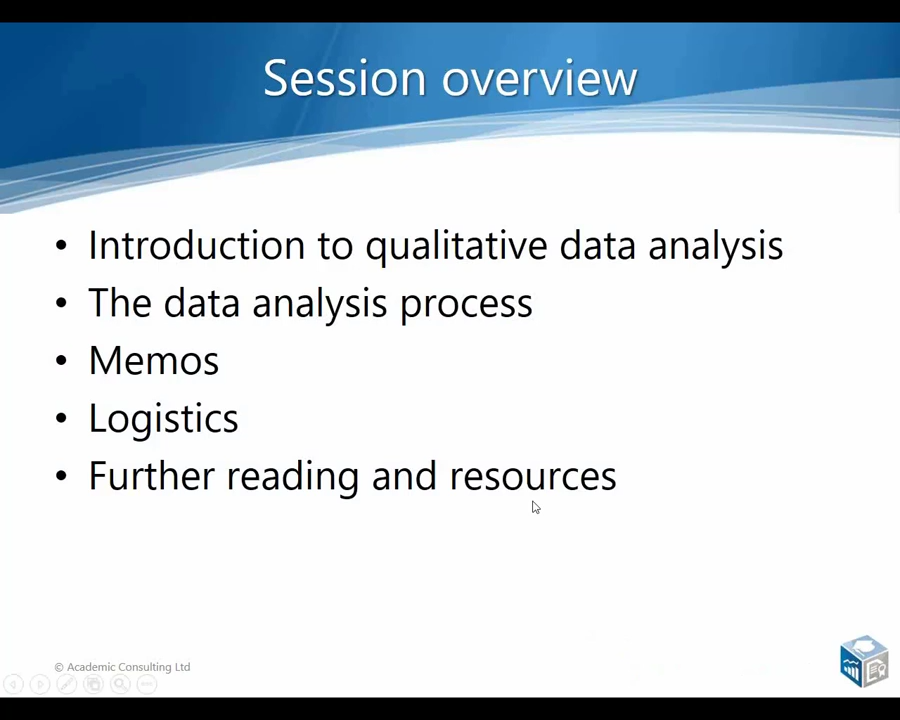 Session overview
• Introduction to qualitative data analysis
• The data analysis process
• Memos
• Logistics
• Further reading and resources
© Academic Consulting Ltd